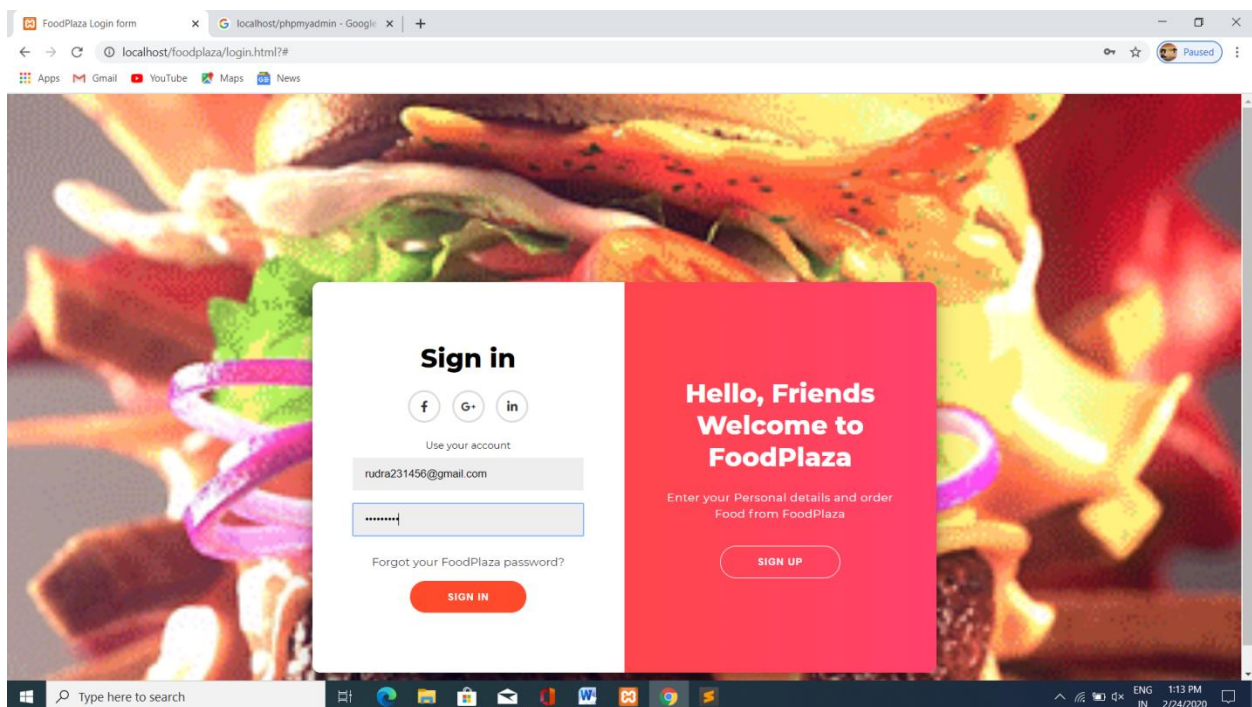 FoodPlaza Login form
localhost/phpmyadmin - Google
localhost/foodplaza/login.html?#
Paused
Apps
Gmail
YouTube
Maps
News
Sign in
f
G+
in
Use your account
rudra231456@gmail.com
•••••••••
Forgot your FoodPlaza password?
SIGN IN
Hello, Friends
Welcome to
FoodPlaza
Enter your Personal details and order
Food from FoodPlaza
SIGN UP
Type here to search
ENG
IN
1:13 PM
2/24/2020